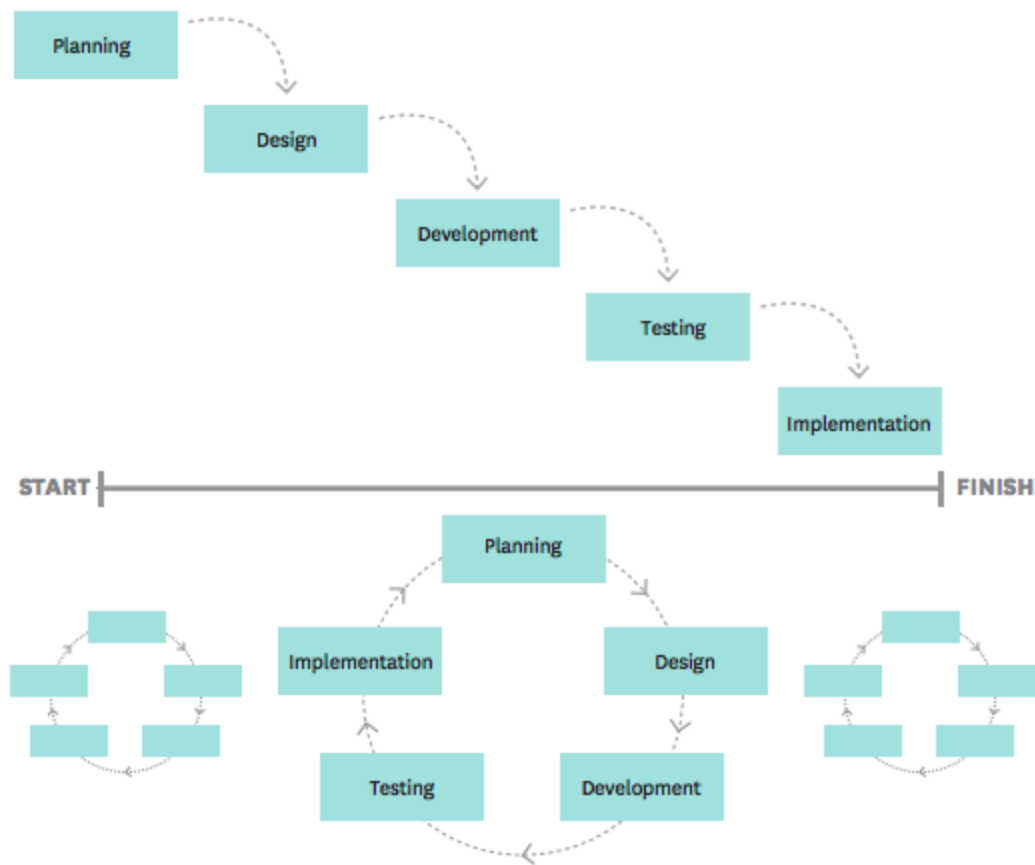 Planning
Design
Development
Testing
Implementation
START
FINISH
Planning
Implementation
Design
Testing
Development